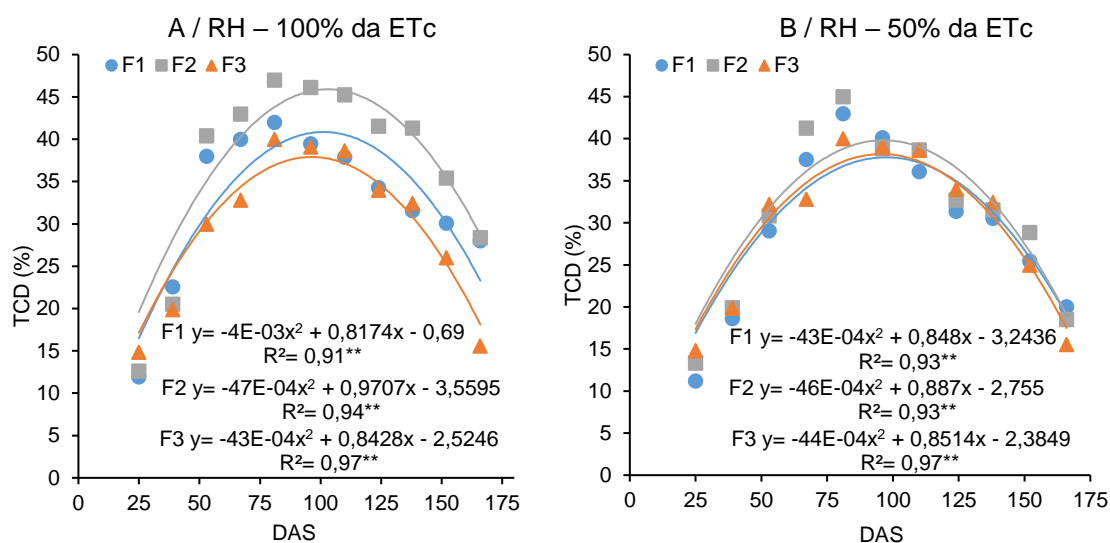 A / RH – 100% da ETc
F1 F2 F3
TCD (%)
50
45
40
35
30
25
20
15
10
5
0
F1 y= -4E-03x² + 0,8174x - 0,69
R²= 0,91**
F2 y= -47E-04x² + 0,9707x - 3,5595
R²= 0,94**
F3 y= -43E-04x² + 0,8428x - 2,5246
R²= 0,97**
0 25 50 75 100 125 150 175
DAS
B / RH – 50% da ETc
F1 F2 F3
TCD (%)
50
45
40
35
30
25
20
15
10
5
0
F1 y= -43E-04x² + 0,848x - 3,2436
R²= 0,93**
F2 y= -46E-04x² + 0,887x - 2,755
R²= 0,93**
F3 y= -44E-04x² + 0,8514x - 2,3849
R²= 0,97**
0 25 50 75 100 125 150 175
DAS